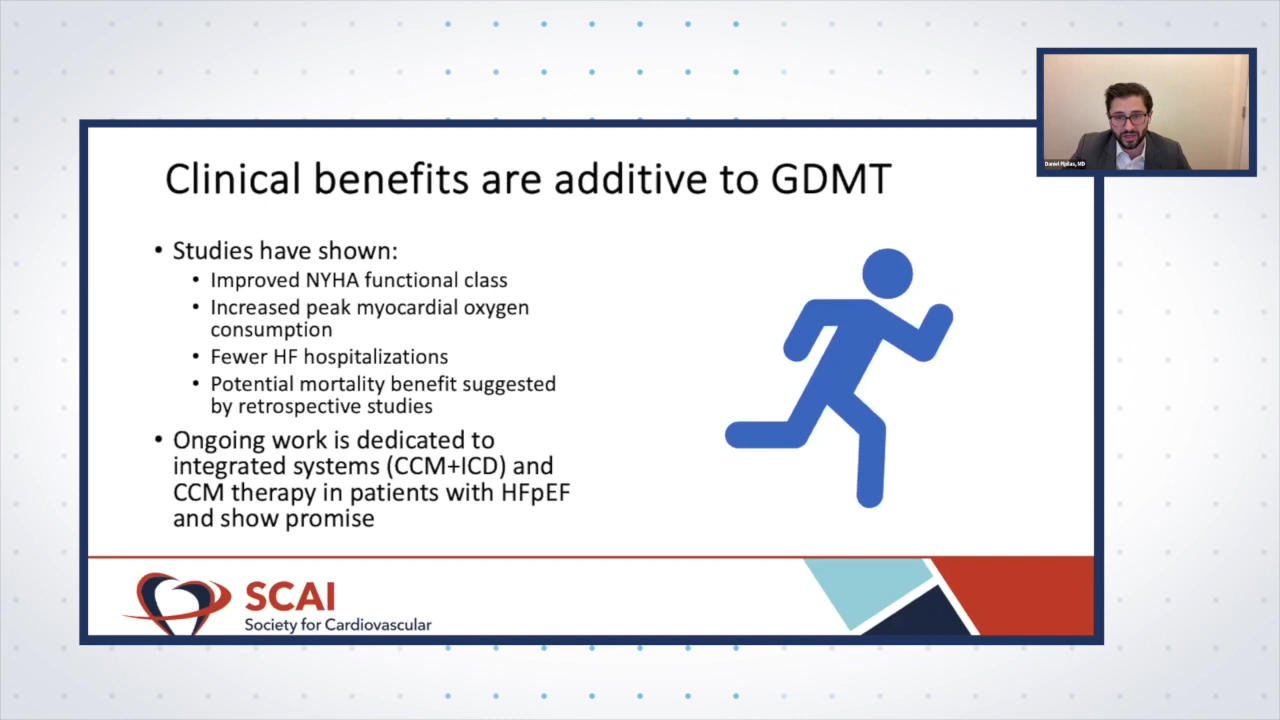 Daniel Pipilas, MD
Clinical benefits are additive to GDMT
• Studies have shown:
• Improved NYHA functional class
• Increased peak myocardial oxygen
consumption
• Fewer HF hospitalizations
• Potential mortality benefit suggested
by retrospective studies
• Ongoing work is dedicated to
integrated systems (CCM+ICD) and
CCM therapy in patients with HFpEF
and show promise
SCAI
Society for Cardiovascular